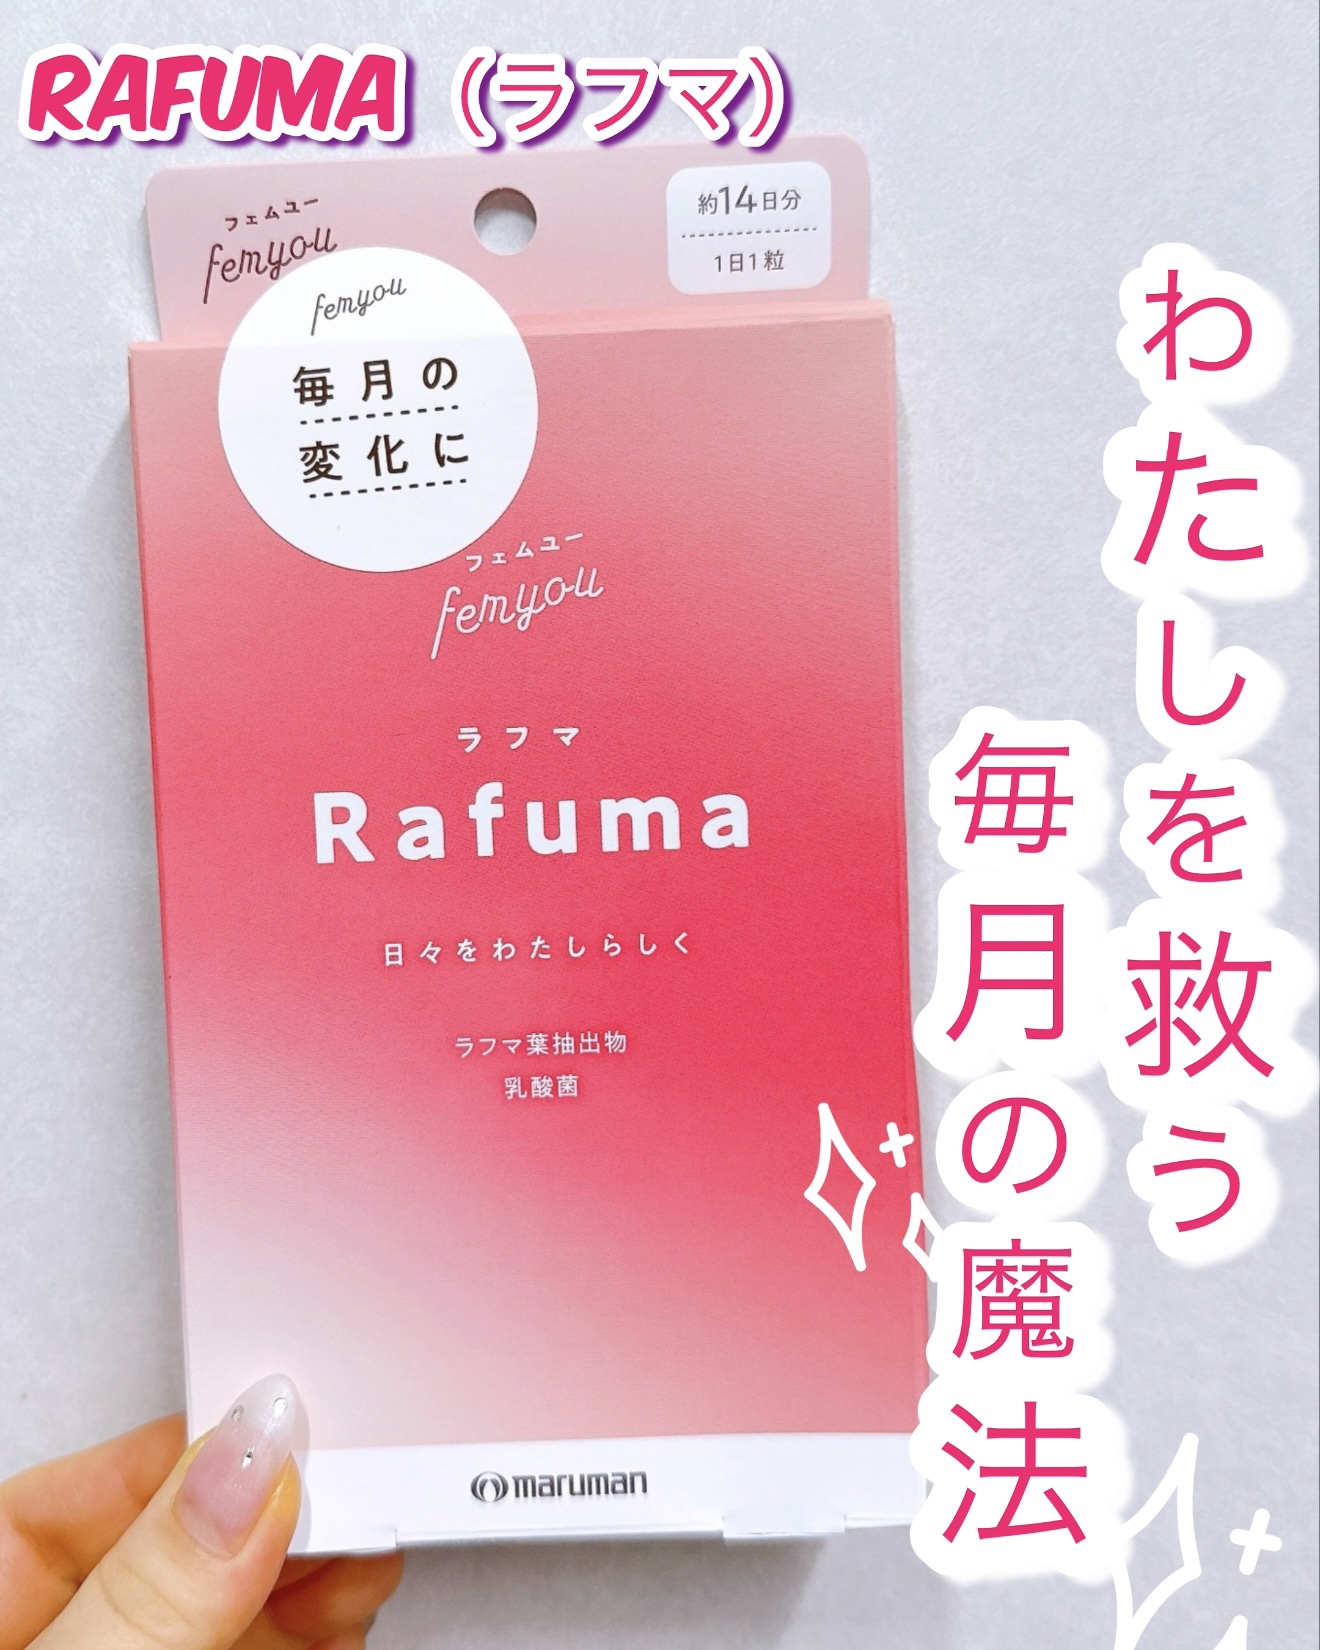 RAFUMA（ラフマ）
フェムユー
femyou
約14日分
1日1粒
femyou
毎月の
変化に
フェムユー
femyou
ラフマ
Rafuma
日々をわたしらしく
ラフマ葉抽出物
乳酸菌
maruman
わたしを救う
毎月の魔法